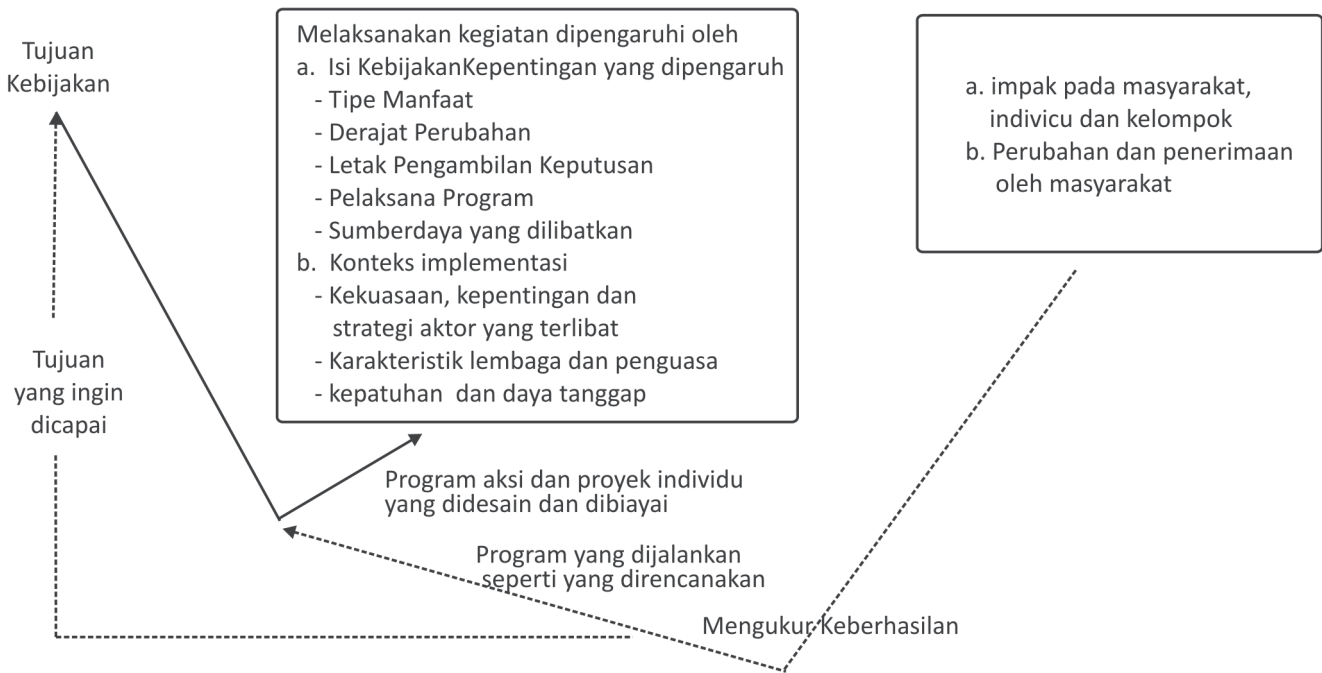 Tujuan
Kebijakan
Tujuan
yang ingin
dicapai
Melaksanakan kegiatan dipengaruhi oleh
a. Isi KebijakanKepentingan yang dipengaruh
- Tipe Manfaat
- Derajat Perubahan
- Letak Pengambilan Keputusan
- Pelaksana Program
- Sumberdaya yang dilibatkan
b. Konteks implementasi
- Kekuasaan, kepentingan dan
strategi aktor yang terlibat
- Karakteristik lembaga dan penguasa
- kepatuhan dan daya tanggap
a. impak pada masyarakat,
indivicu dan kelompok
b. Perubahan dan penerimaan
oleh masyarakat
Program aksi dan proyek individu
yang didesain dan dibiayai
Program yang dijalankan
seperti yang direncanakan
Mengukur Keberhasilan